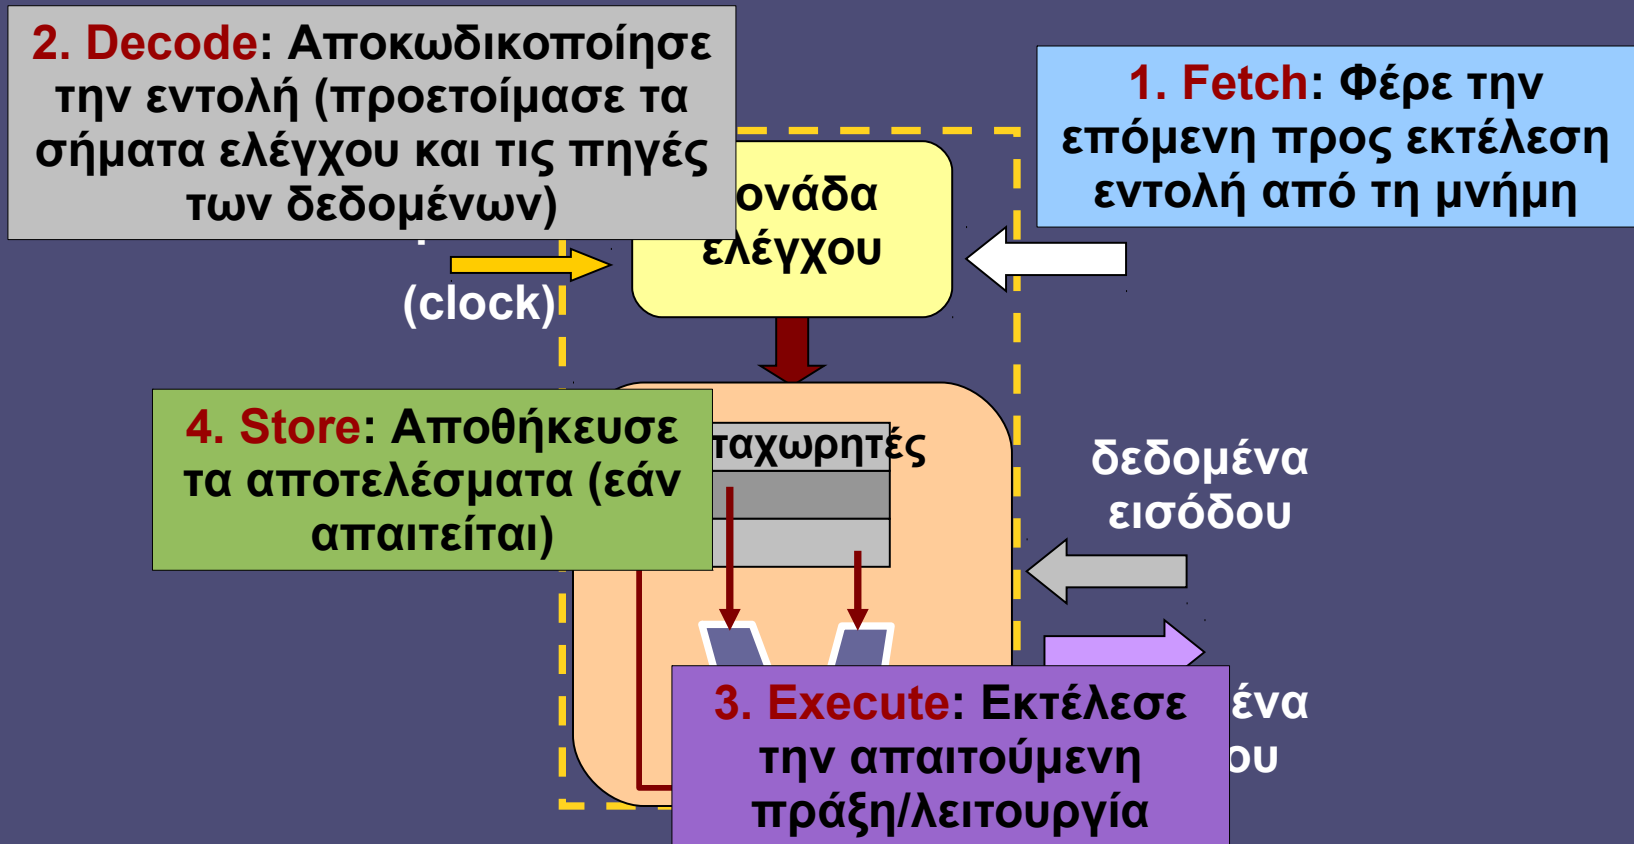 2. Decode: Αποκωδικοποίησε
την εντολή (προετοίμασε τα
σήματα ελέγχου και τις πηγές
των δεδομένων)
1. Fetch: Φέρε την
επόμενη προς εκτέλεση
εντολή από τη μνήμη
ονάδα
ελέγχου
(clock)
4. Store: Αποθήκευσε
τα αποτελέσματα (εάν
απαιτείται)
ταχωρητές
δεδομένα
εισόδου
3. Execute: Εκτέλεσε
την απαιτούμενη
πράξη/λειτουργία
ένα
ου